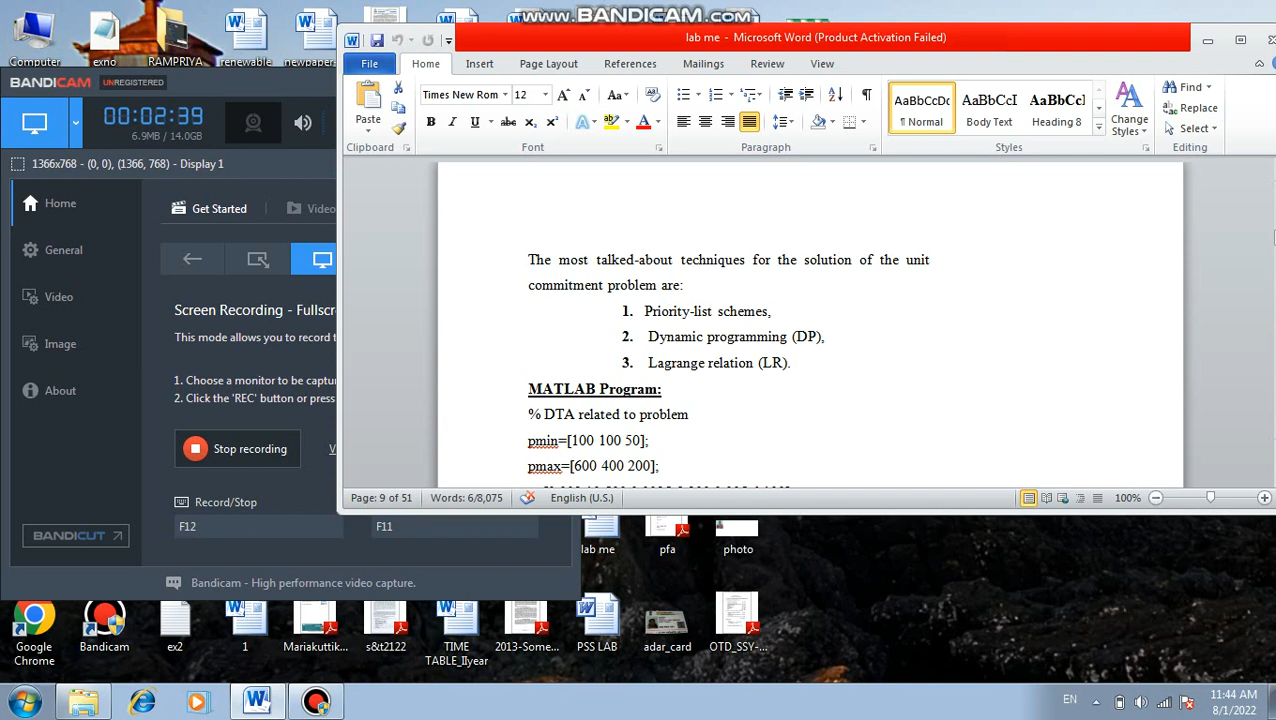 www.BANDICAM.com
Computer
exno
RAMPRIYA
renewable
newspaper
BANDICAM UNREGISTERED
00:02:39
6.9MB / 14.0GB
1366x768 - (0, 0), (1366, 768) - Display 1
Home
General
Video
Image
About
BANDICUT
Get Started
Video
Screen Recording - Fullscre
This mode allows you to record t
1. Choose a monitor to be captu
2. Click the 'REC' button or press
Stop recording
Record/Stop
F12
F11
Bandicam - High performance video capture.
lab me - Microsoft Word (Product Activation Failed)
File
Home
Insert
Page Layout
References
Mailings
Review
View
Paste
Clipboard
Times New Rom
12
Font
Paragraph
AaBbCcDc
¶ Normal
AaBbCcI
Body Text
AaBbCcl
Heading 8
Change
Styles
Styles
Find
Replace
Select
Editing
The most talked-about techniques for the solution of the unit
commitment problem are:
1. Priority-list schemes,
2. Dynamic programming (DP),
3. Lagrange relation (LR).
MATLAB Program:
% DTA related to problem
pmin=[100 100 50];
pmax=[600 400 200];
Page: 9 of 51
Words: 6/8,075
English (U.S.)
100%
lab me
pfa
photo
Google
Chrome
Bandicam
ex2
1
Mariakuttik...
s&t2122
TIME
TABLE_IIyear
2013-Some...
PSS LAB
adar_card
OTD_SSY-...
EN
11:44 AM
8/1/2022